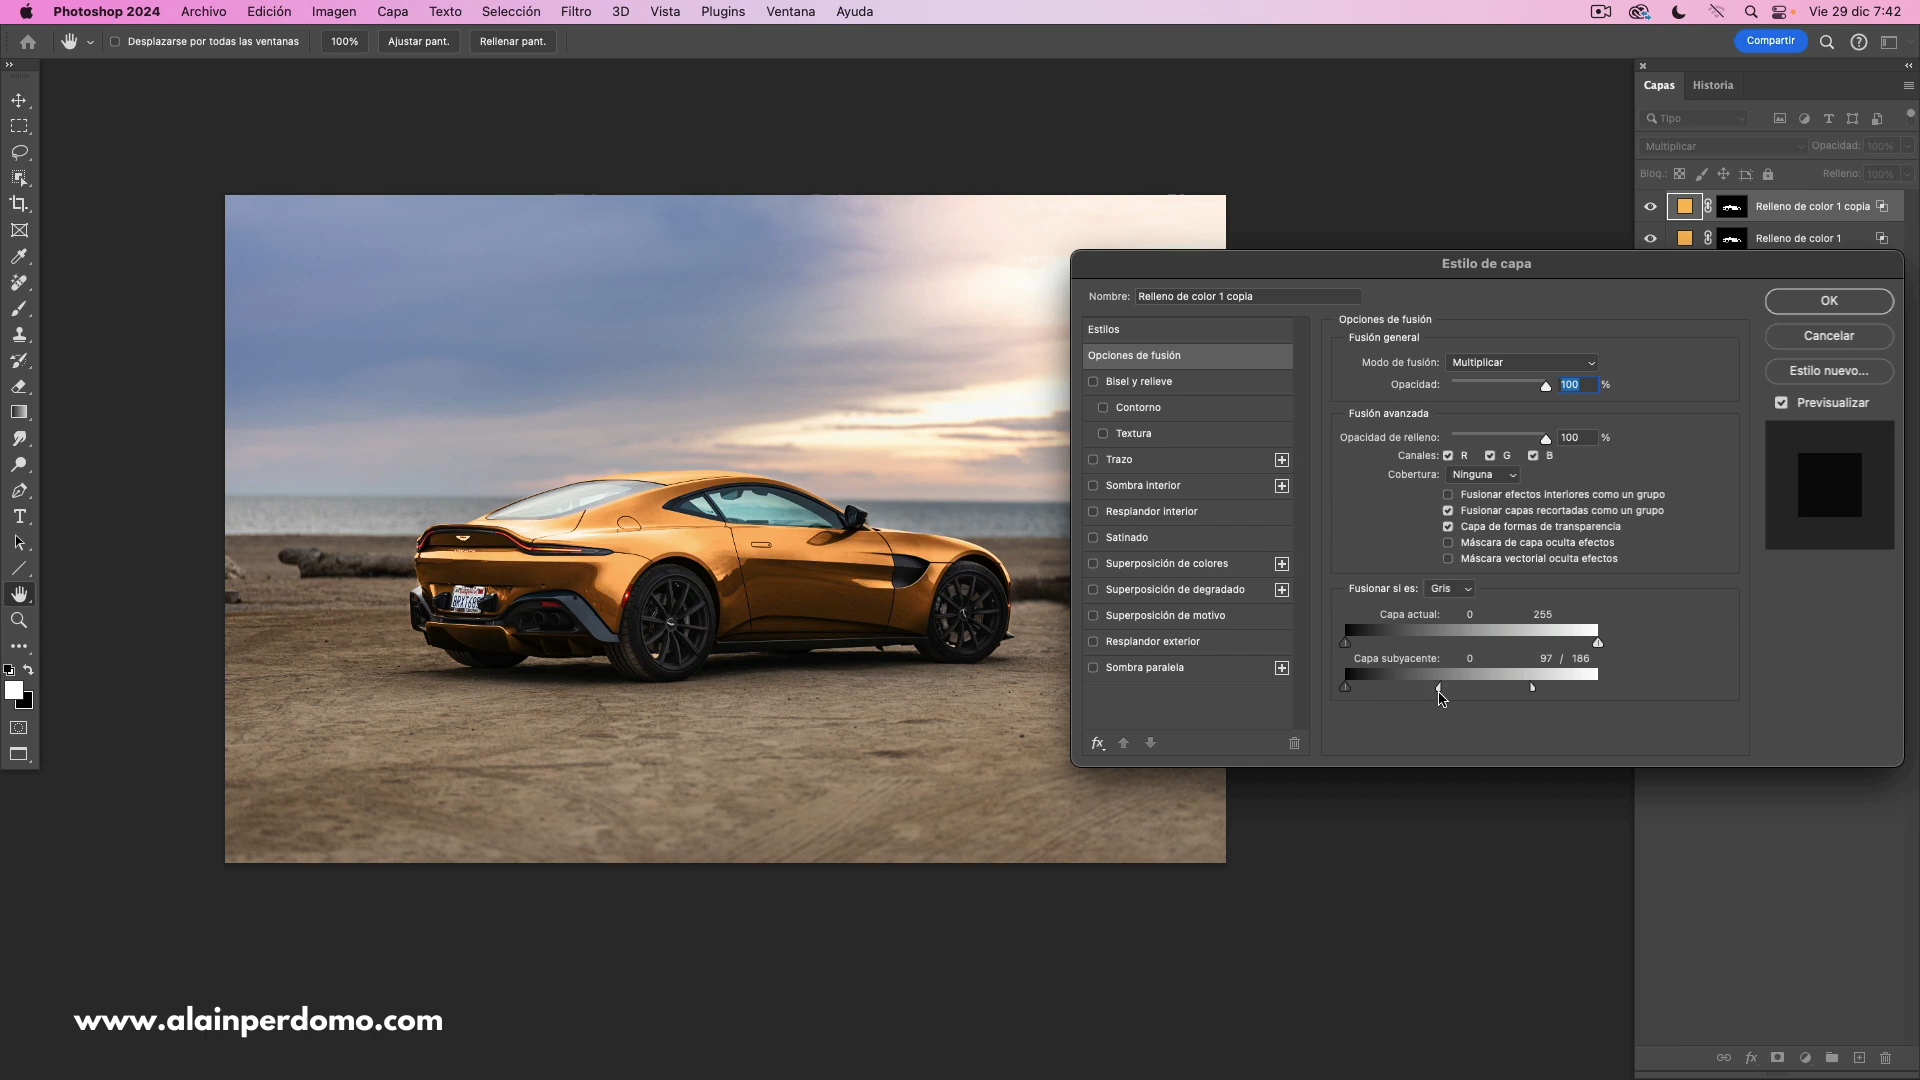 Photoshop 2024 Archivo Edición Imagen Capa Texto Selección Filtro 3D Vista Plugins Ventana Ayuda Vie 29 dic 7:42
Desplazarse por todas las ventanas 100% Ajustar pant. Rellenar pant. Compartir
Capas Historia
Tipo
Multiplicar Opacidad: 100%
Bloq.: Relleno: 100%
Relleno de color 1 copia
Relleno de color 1
Estilo de capa
Nombre: Relleno de color 1 copia
Estilos
Opciones de fusión
Bisel y relieve
Contorno
Textura
Trazo
Sombra interior
Resplandor interior
Satinado
Superposición de colores
Superposición de degradado
Superposición de motivo
Resplandor exterior
Sombra paralela
fx
Opciones de fusión
Fusión general
Modo de fusión: Multiplicar
Opacidad: 100 %
Fusión avanzada
Opacidad de relleno: 100 %
Canales: R G B
Cobertura: Ninguna
Fusionar efectos interiores como un grupo
Fusionar capas recortadas como un grupo
Capa de formas de transparencia
Máscara de capa oculta efectos
Máscara vectorial oculta efectos
Fusionar si es: Gris
Capa actual: 0 255
Capa subyacente: 0 97 / 186
OK
Cancelar
Estilo nuevo...
Previsualizar
www.alainperdomo.com
fx